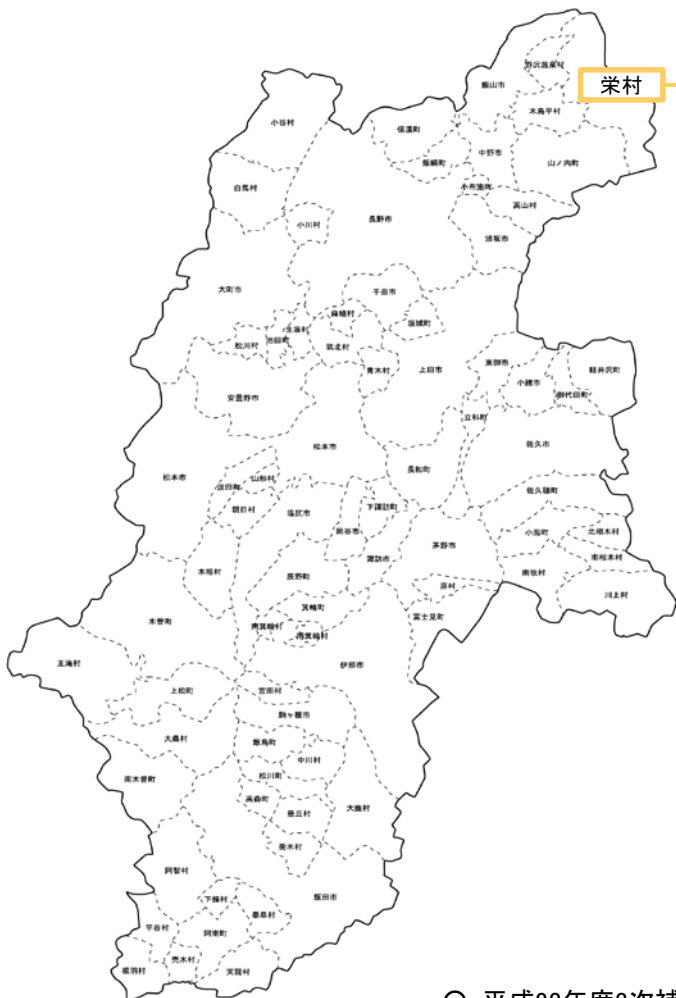 野沢温泉村
飯山市
栄村
木島平村
小谷村
信濃町
飯綱町
中野市
山ノ内町
白馬村
小布施町
高山村
小川村
長野市
須坂市
大町市
千曲市
麻績村
坂城町
生坂村
池田町
松川村
筑北村
青木村
上田市
東御市
小諸市
軽井沢町
御代田町
安曇野市
立科町
松本市
佐久市
長和町
松本市
山形村
波田町
佐久穂町
朝日村
塩尻市
下諏訪町
岡谷市
小海町
北相木村
茅野市
諏訪市
南相木村
木祖村
辰野町
南牧村
原村
川上村
箕輪町
富士見町
木曽町
南箕輪村
南箕輪村
伊那市
王滝村
上松町
宮田村
駒ヶ根市
大桑村
飯島町
中川村
南木曽町
松川町
高森町
豊丘村
大鹿村
喬木村
阿智村
下條村
飯田市
泰阜村
平谷村
阿南町
売木村
根羽村
天龍村